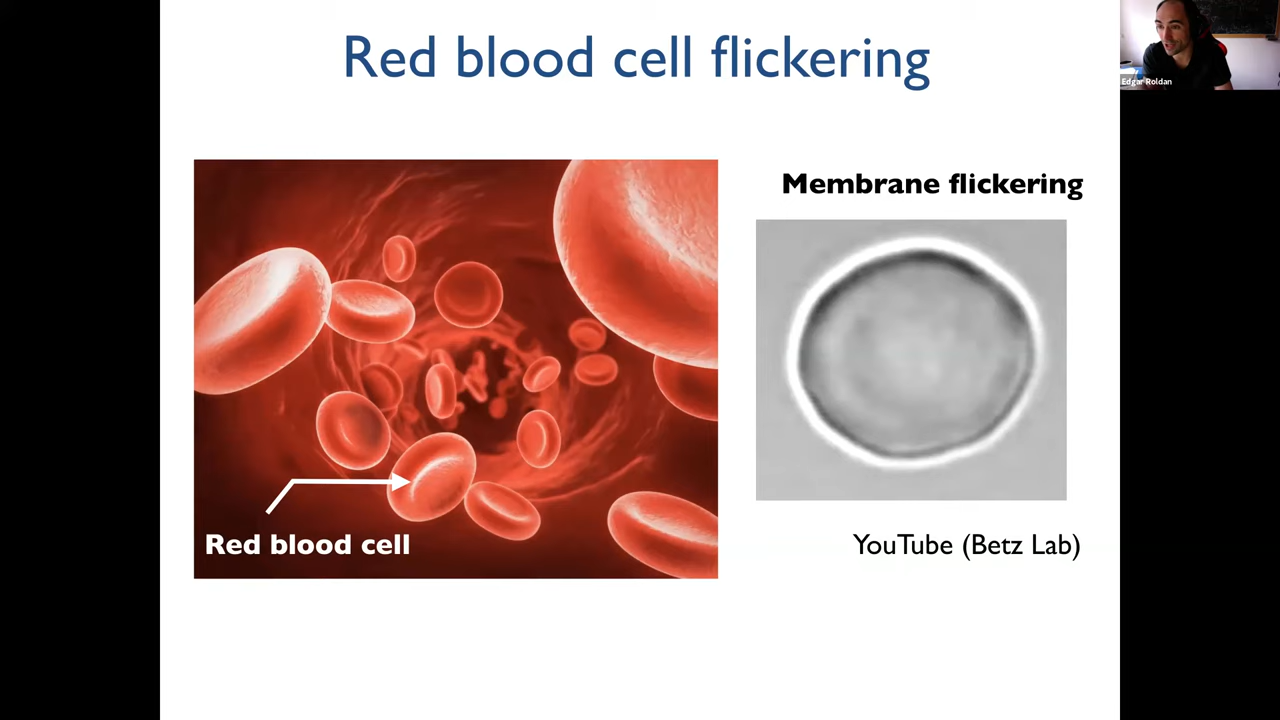 Red blood cell flickering
Edgar Roldan
Membrane flickering
Red blood cell
YouTube (Betz Lab)